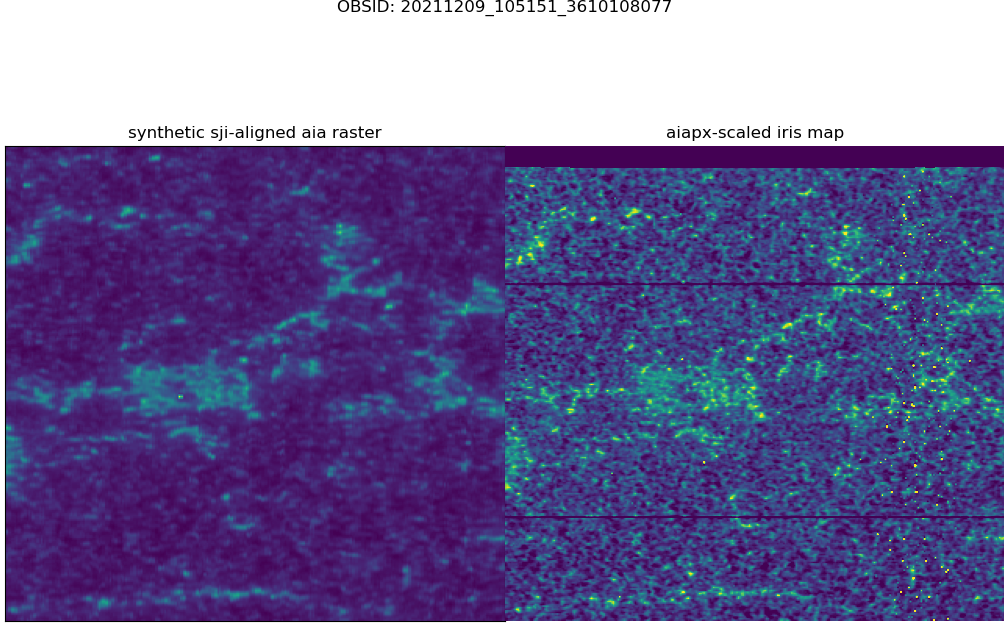 OBSID: 20211209_105151_3610108077
synthetic sji-aligned aia raster
aiapx-scaled iris map